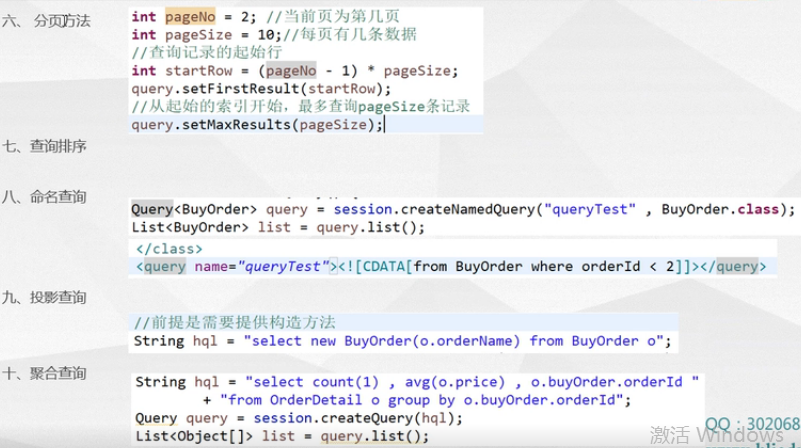 六、 分页方法
int pageNo = 2; //当前页为第几页
int pageSize = 10;//每页有几条数据
//查询记录的起始行
int startRow = (pageNo - 1) * pageSize;
query.setFirstResult(startRow);
//从起始的索引开始，最多查询pageSize条记录
query.setMaxResults(pageSize);
七、查询排序
八、命名查询
Query<BuyOrder> query = session.createNamedQuery("queryTest" , BuyOrder.class);
List<BuyOrder> list = query.list();
</class>
<query name="queryTest"><![CDATA[from BuyOrder where orderId < 2]]></query>
九、投影查询
//前提是需要提供构造方法
String hql = "select new BuyOrder(o.orderName) from BuyOrder o";
十、聚合查询
String hql = "select count(1) , avg(o.price) , o.buyOrder.orderId "
+ "from OrderDetail o group by o.buyOrder.orderId";
Query query = session.createQuery(hql);
List<Object[]> list = query.list();
QQ：302068
激活 Windows